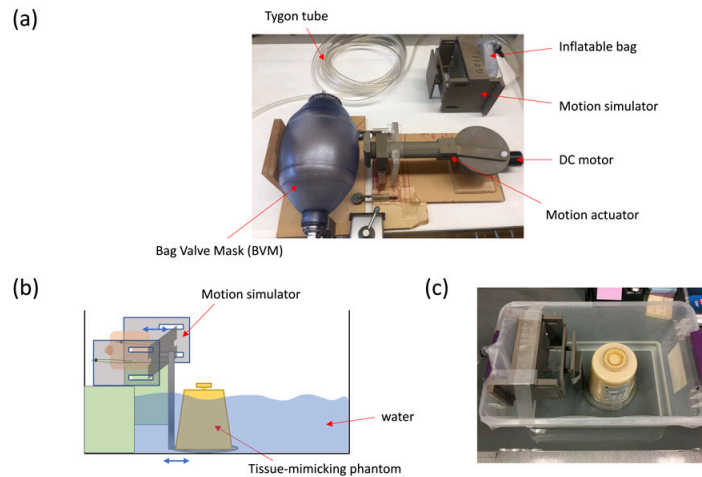 (a)
Tygon tube
Inflatable bag
Motion simulator
DC motor
Motion actuator
Bag Valve Mask (BVM)
(b)
Motion simulator
water
Tissue-mimicking phantom
(c)